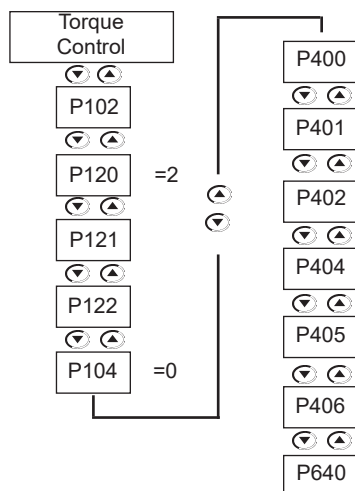 Torque
Control
P102
P120 =2
P121
P122
P104 =0
P400
P401
P402
P404
P405
P406
P640